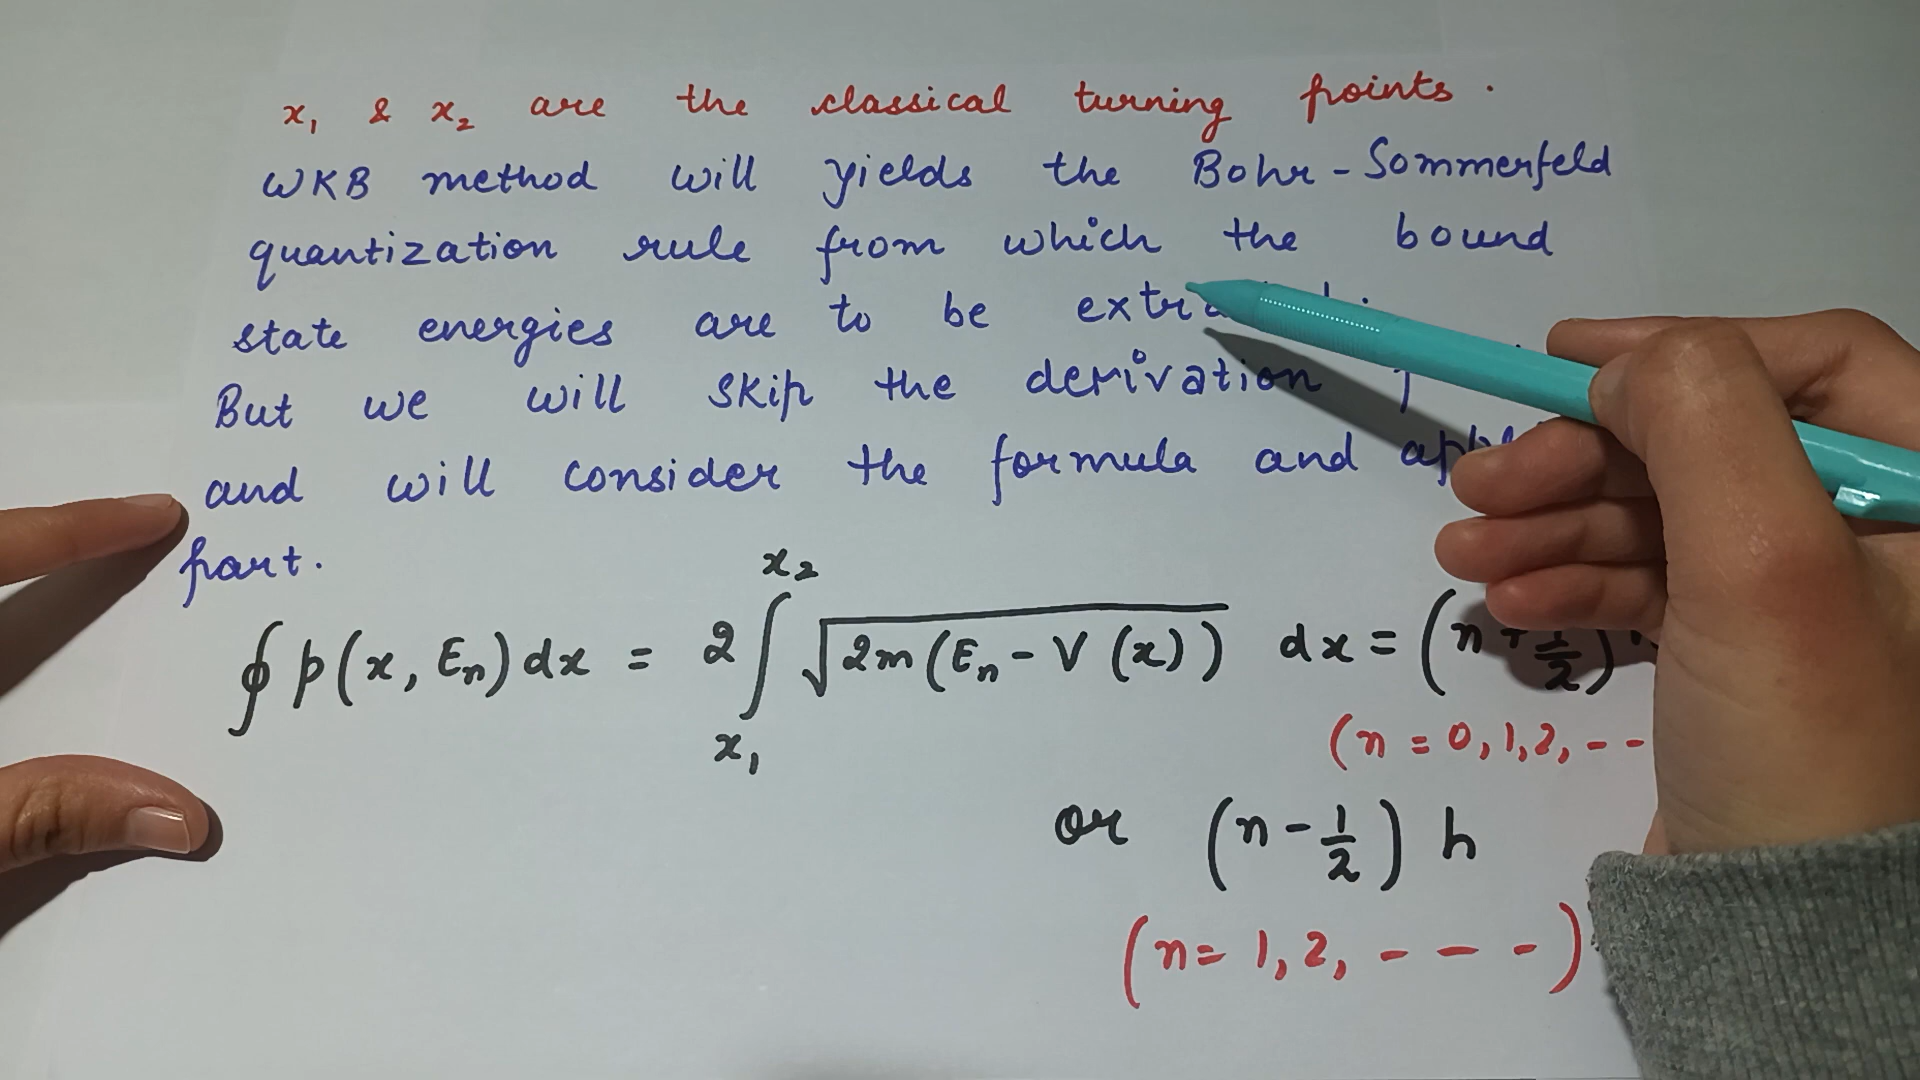 x₁ & x₂ are the classical turning points.
WKB method will yields the Bohr-Sommerfeld
quantization rule from which the bound
state energies are to be
But we will skip the derivation
and will consider the formula and
part.
∮ p(x, Eₙ) dx = 2 ∫_{x₁}^{x₂} √(2m(Eₙ - V(x))) dx = (n + 1/2)
(n = 0, 1, 2, - -
or (n - 1/2) h
(n = 1, 2, - - -)